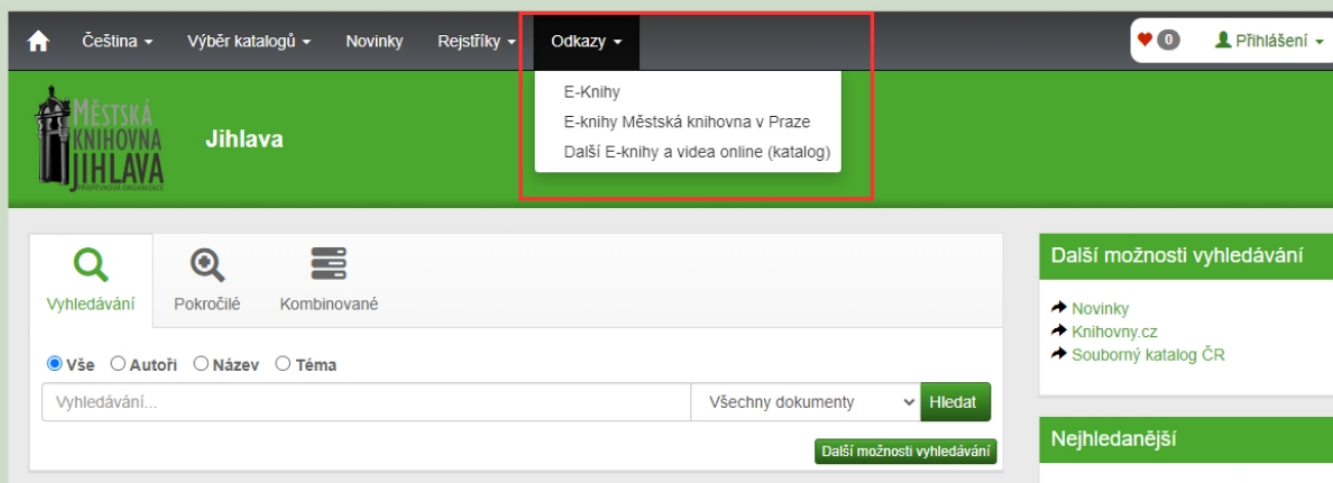 Čeština
Výběr katalogů
Novinky
Rejstříky
Odkazy
0
Přihlášení
E-Knihy
E-knihy Městská knihovna v Praze
Další E-knihy a videa online (katalog)
MĚSTSKÁ
KNIHOVNA
JIHLAVA
PŘÍSPĚVKOVÁ ORGANIZACE
Jihlava
Vyhledávání
Pokročilé
Kombinované
Vše Autoři Název Téma
Vyhledávání...
Všechny dokumenty
Hledat
Další možnosti vyhledávání
Další možnosti vyhledávání
Novinky
Knihovny.cz
Souborný katalog ČR
Nejhledanější